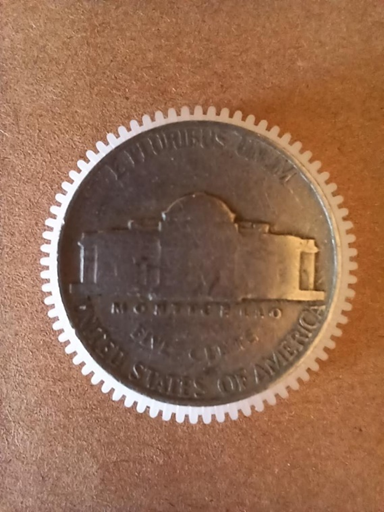 E PLURIBUS UNUM
MONTICELLO
FIVE CENTS
UNITED STATES OF AMERICA